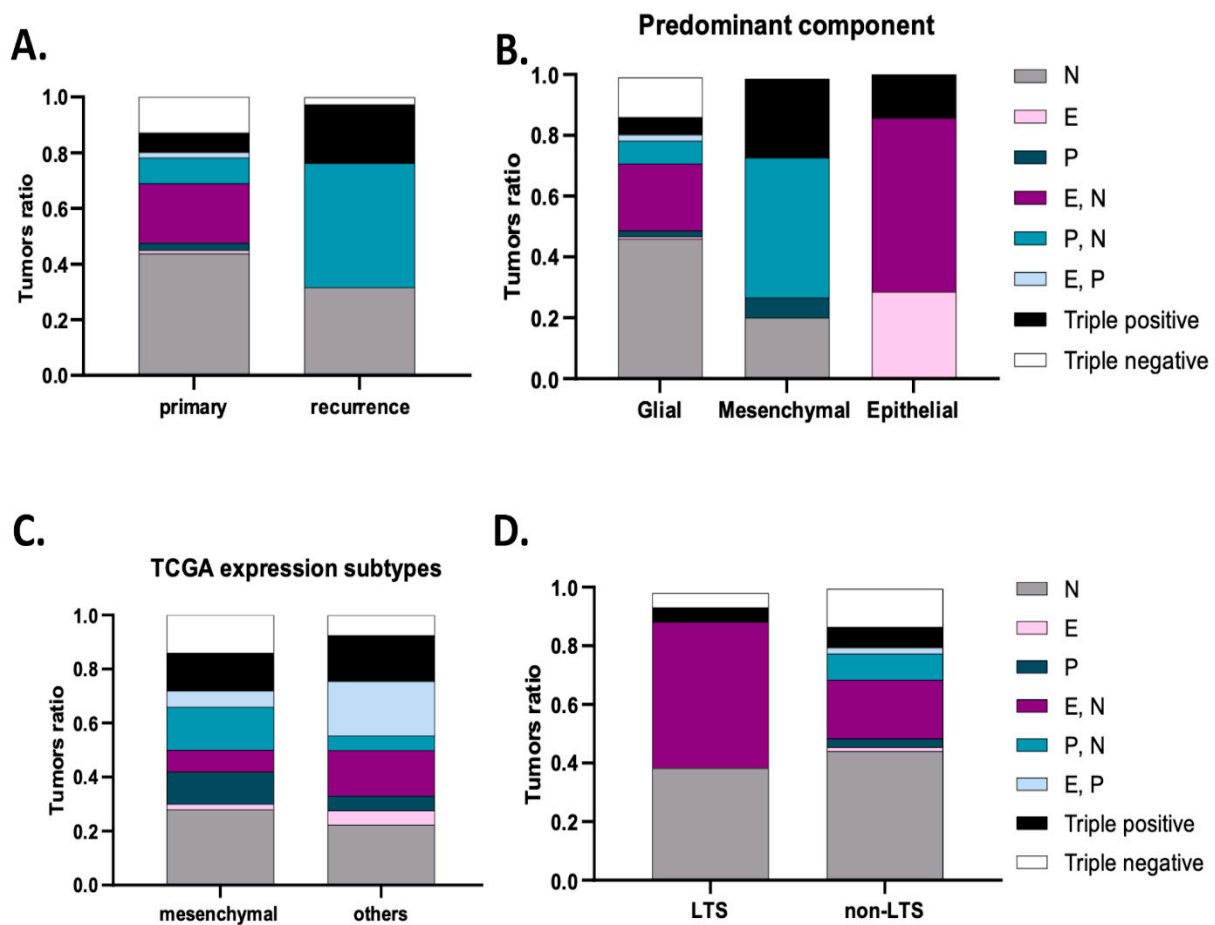 A.
Tumors ratio
1.0
0.8
0.6
0.4
0.2
0.0
primary recurrence
B.
Predominant component
Tumors ratio
1.0
0.8
0.6
0.4
0.2
0.0
Glial Mesenchymal Epithelial
N
E
P
E, N
P, N
E, P
Triple positive
Triple negative
C.
TCGA expression subtypes
Tumors ratio
1.0
0.8
0.6
0.4
0.2
0.0
mesenchymal others
D.
Tumors ratio
1.0
0.8
0.6
0.4
0.2
0.0
LTS non-LTS
N
E
P
E, N
P, N
E, P
Triple positive
Triple negative